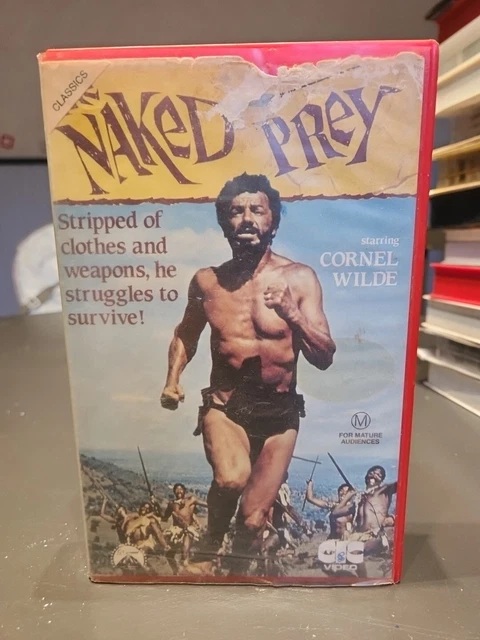 CLASSICS
NAKED PREY
Stripped of
clothes and
weapons, he
struggles to
survive!
starring
CORNEL
WILDE
M
FOR MATURE
AUDIENCES
CIC
VIDEO